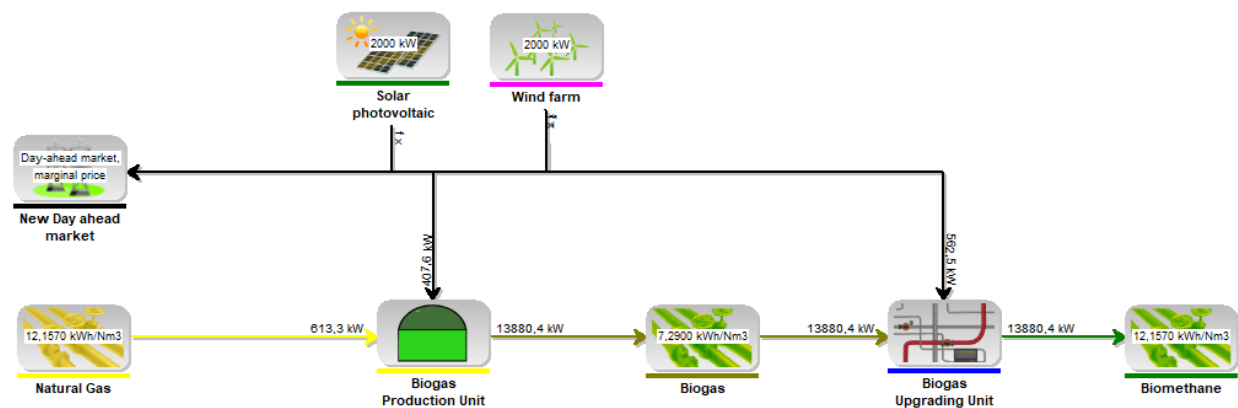 2000 kW
Solar
photovoltaic
2000 kW
Wind farm
f x
Day-ahead market,
marginal price
New Day ahead
market
407,6 kW
562,5 kW
12,1570 kWh/Nm3
Natural Gas
613,3 kW
Biogas
Production Unit
13880,4 kW
7,2900 kWh/Nm3
Biogas
13880,4 kW
Biogas
Upgrading Unit
13880,4 kW
12,1570 kWh/Nm3
Biomethane